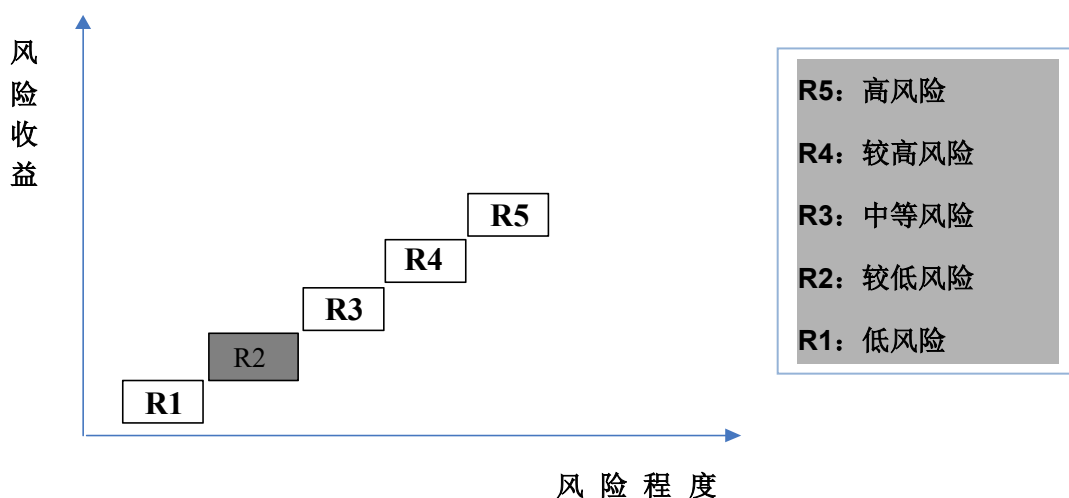 风
险
收
益
R5
R4
R3
R2
R1
风 险 程 度
R5：高风险
R4：较高风险
R3：中等风险
R2：较低风险
R1：低风险